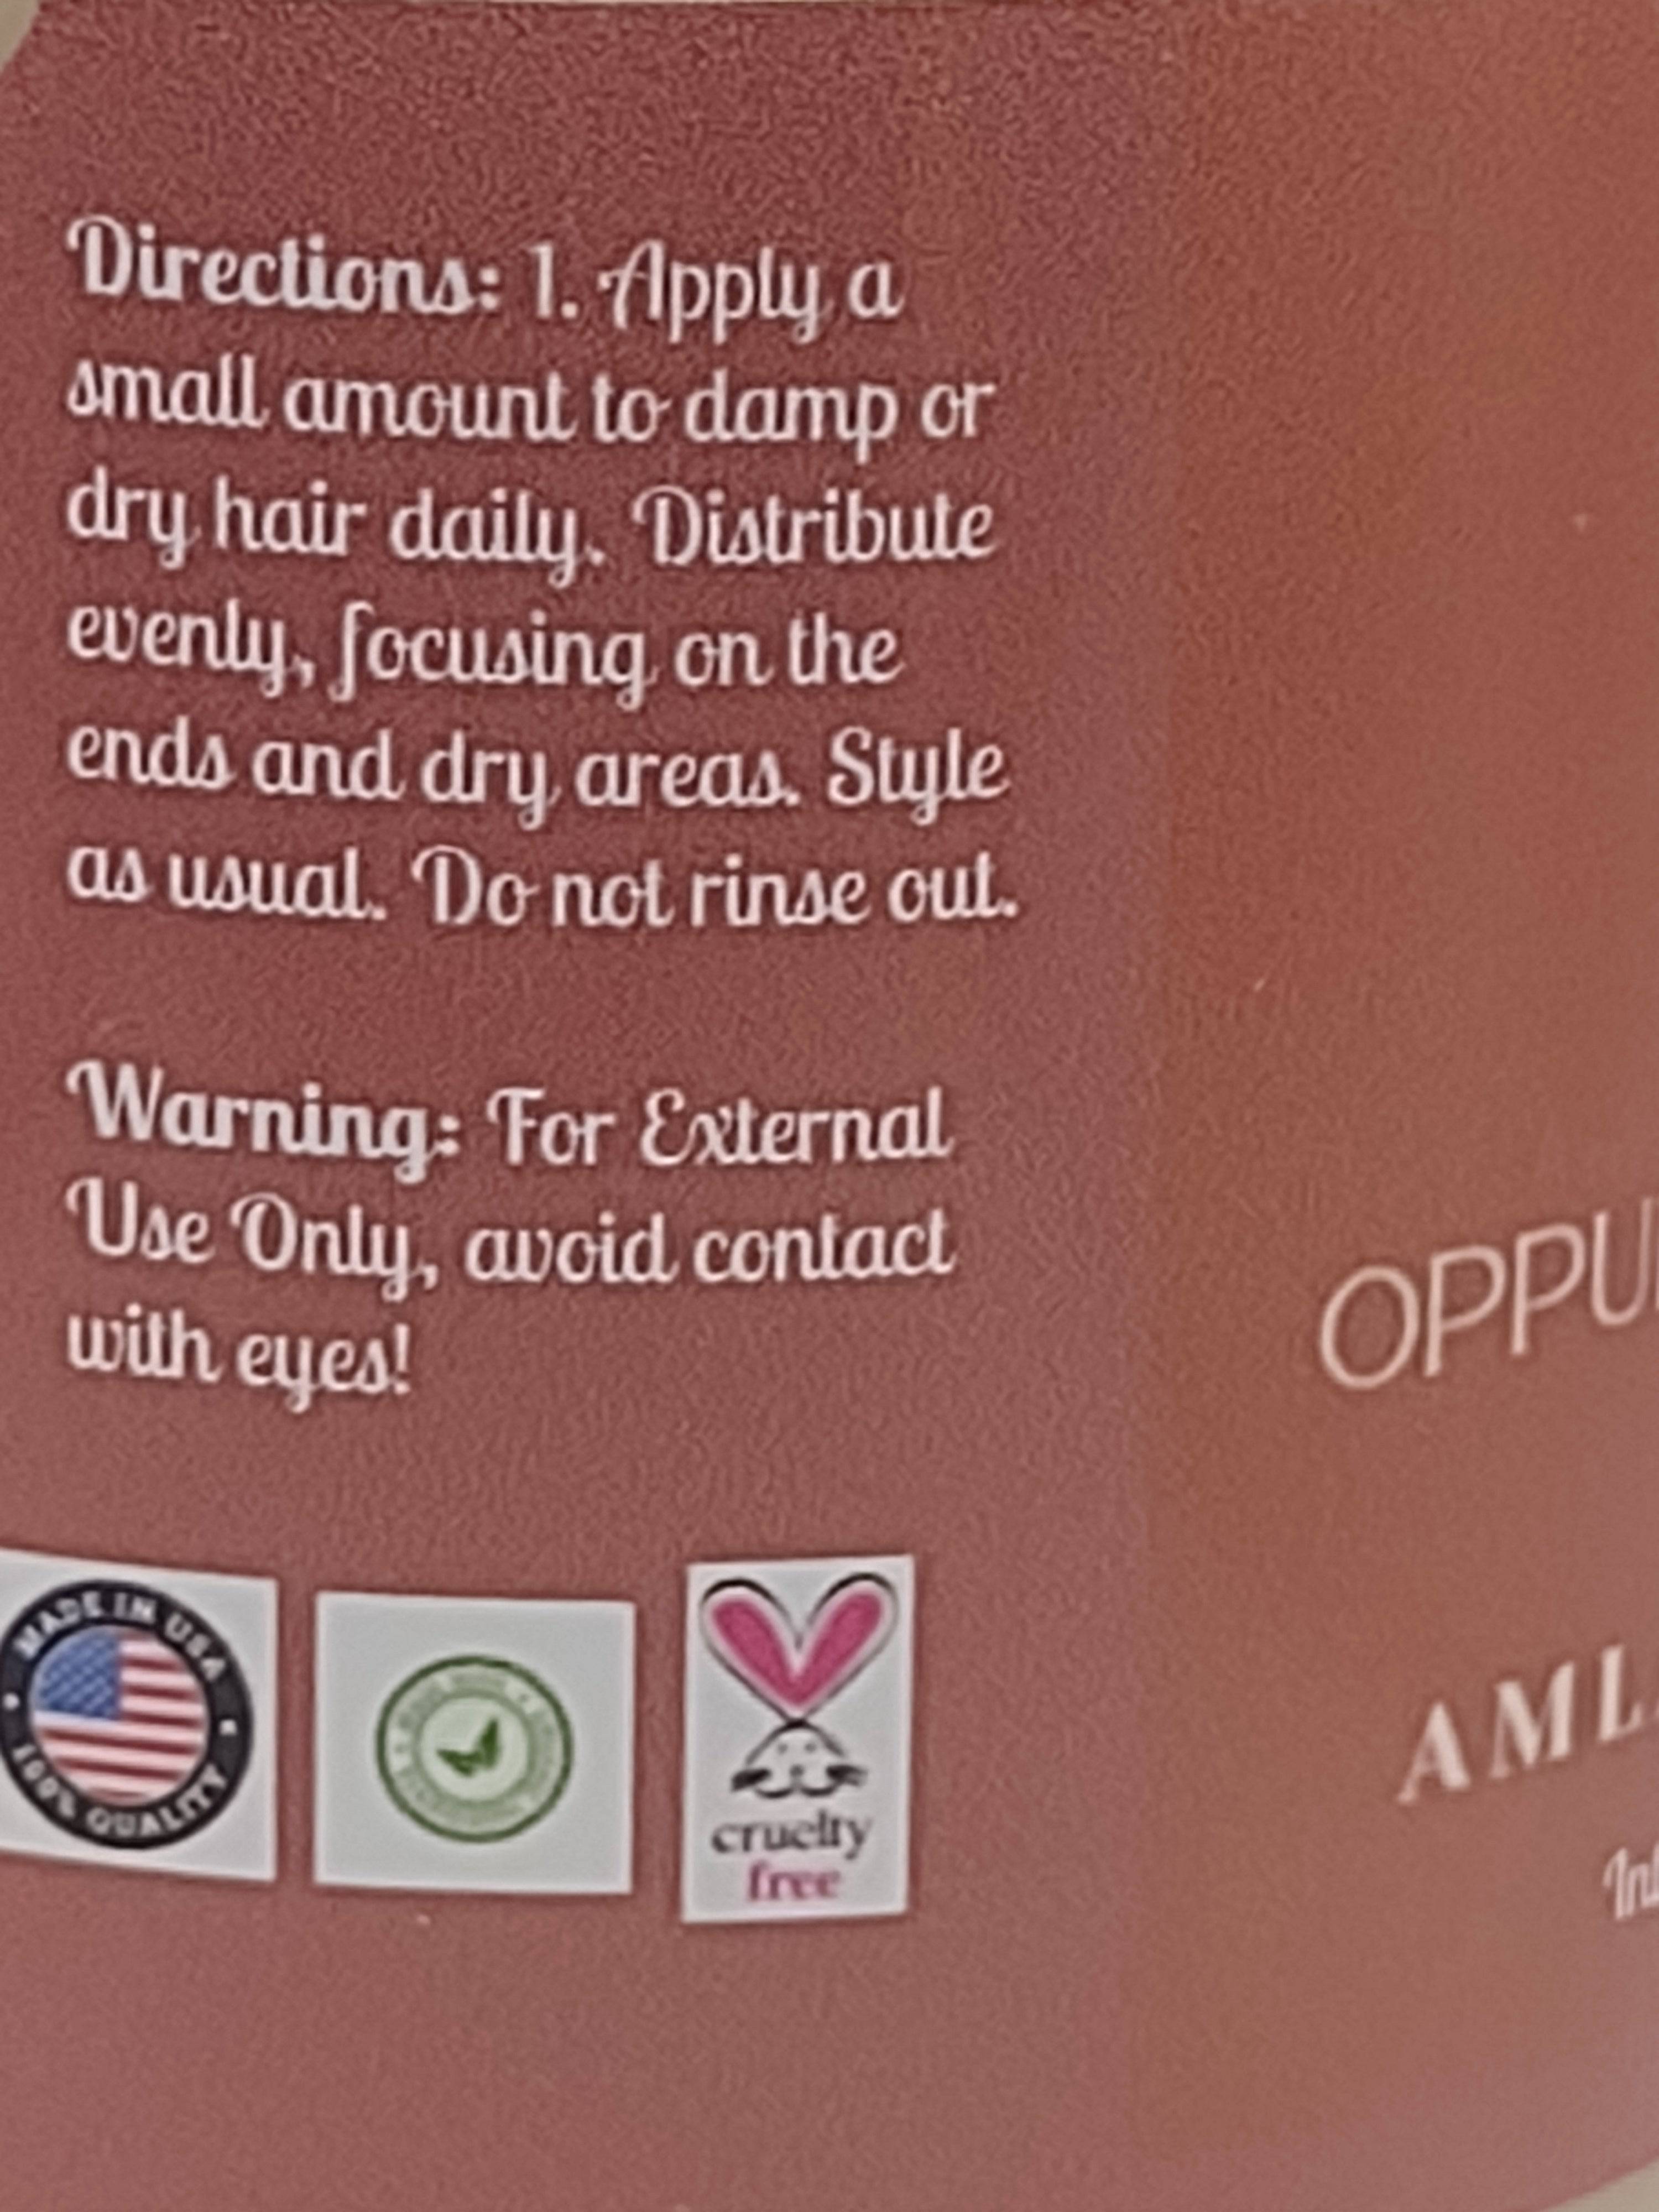 Directions: 1. Apply a
small amount to damp or
dry hair daily. Distribute
evenly, focusing on the
ends and dry areas. Style
as usual. Do not rinse out.
Warning: For External
Use Only, avoid contact
with eyes!
MADE IN USA
100% QUALITY
cruelty
free
OPPU
AML